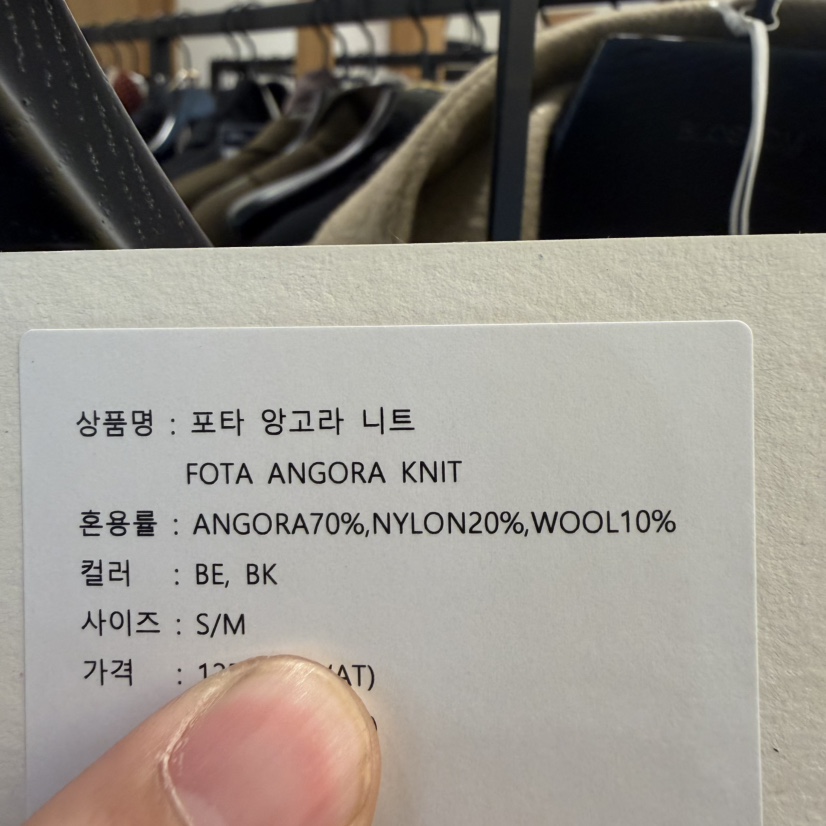 상품명 : 포타 앙고라 니트
FOTA ANGORA KNIT
혼용률 : ANGORA70%,NYLON20%,WOOL10%
컬러 : BE, BK
사이즈 : S/M
가격 :